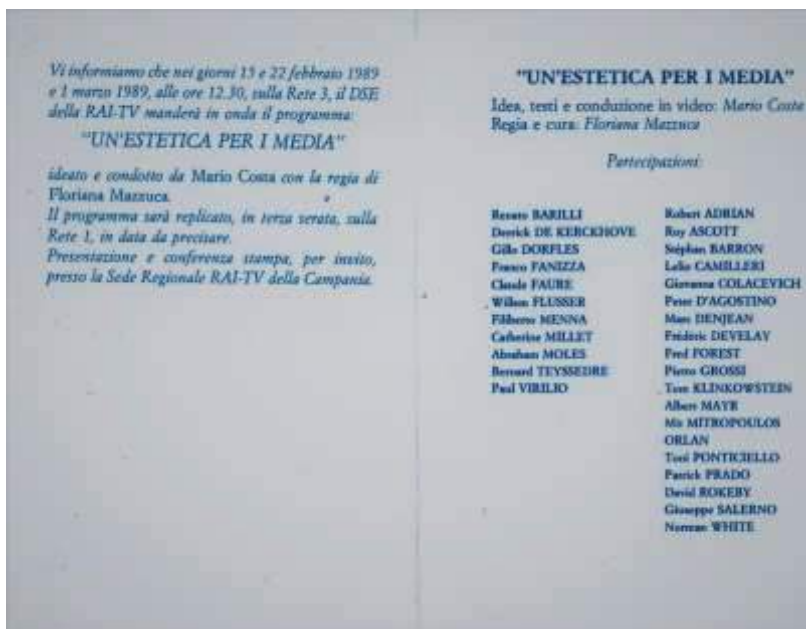 Vi informiamo che nei giorni 15 e 22 febbraio 1989
e 1 marzo 1989, alle ore 12.30, sulla Rete 3, il DSE
della RAI-TV manderà in onda il programma:
"UN'ESTETICA PER I MEDIA"
ideato e condotto da Mario Costa con la regia di
Floriana Mazzuca.
Il programma sarà replicato, in terza serata, sulla
Rete 1, in data da precisare.
Presentazione e conferenza stampa, per invito,
presso la Sede Regionale RAI-TV della Campania.
"UN'ESTETICA PER I MEDIA"
Idea, testi e conduzione in video: Mario Costa
Regia e cura: Floriana Mazzuca
Partecipazioni:
Renato BARILLI
Derrick DE KERCKHOVE
Gillo DORFLES
Franco FANIZZA
Claude FAURE
Wilem FLUSSER
Filiberto MENNA
Catherine MILLET
Abraham MOLES
Bernard TEYSSEDRE
Paul VIRILIO
Robert ADRIAN
Roy ASCOTT
Stéphan BARRON
Lelio CAMILLERI
Giovanna COLACEVICH
Peter D'AGOSTINO
Marc DENJEAN
Frédéric DEVELAY
Fred FOREST
Pietro GROSSI
Tom KLINKOWSTEIN
Albert MAYR
Mit MITROPOULOS
ORLAN
Toni PONTICIELLO
Patrick PRADO
David ROKEBY
Giuseppe SALERNO
Norman WHITE